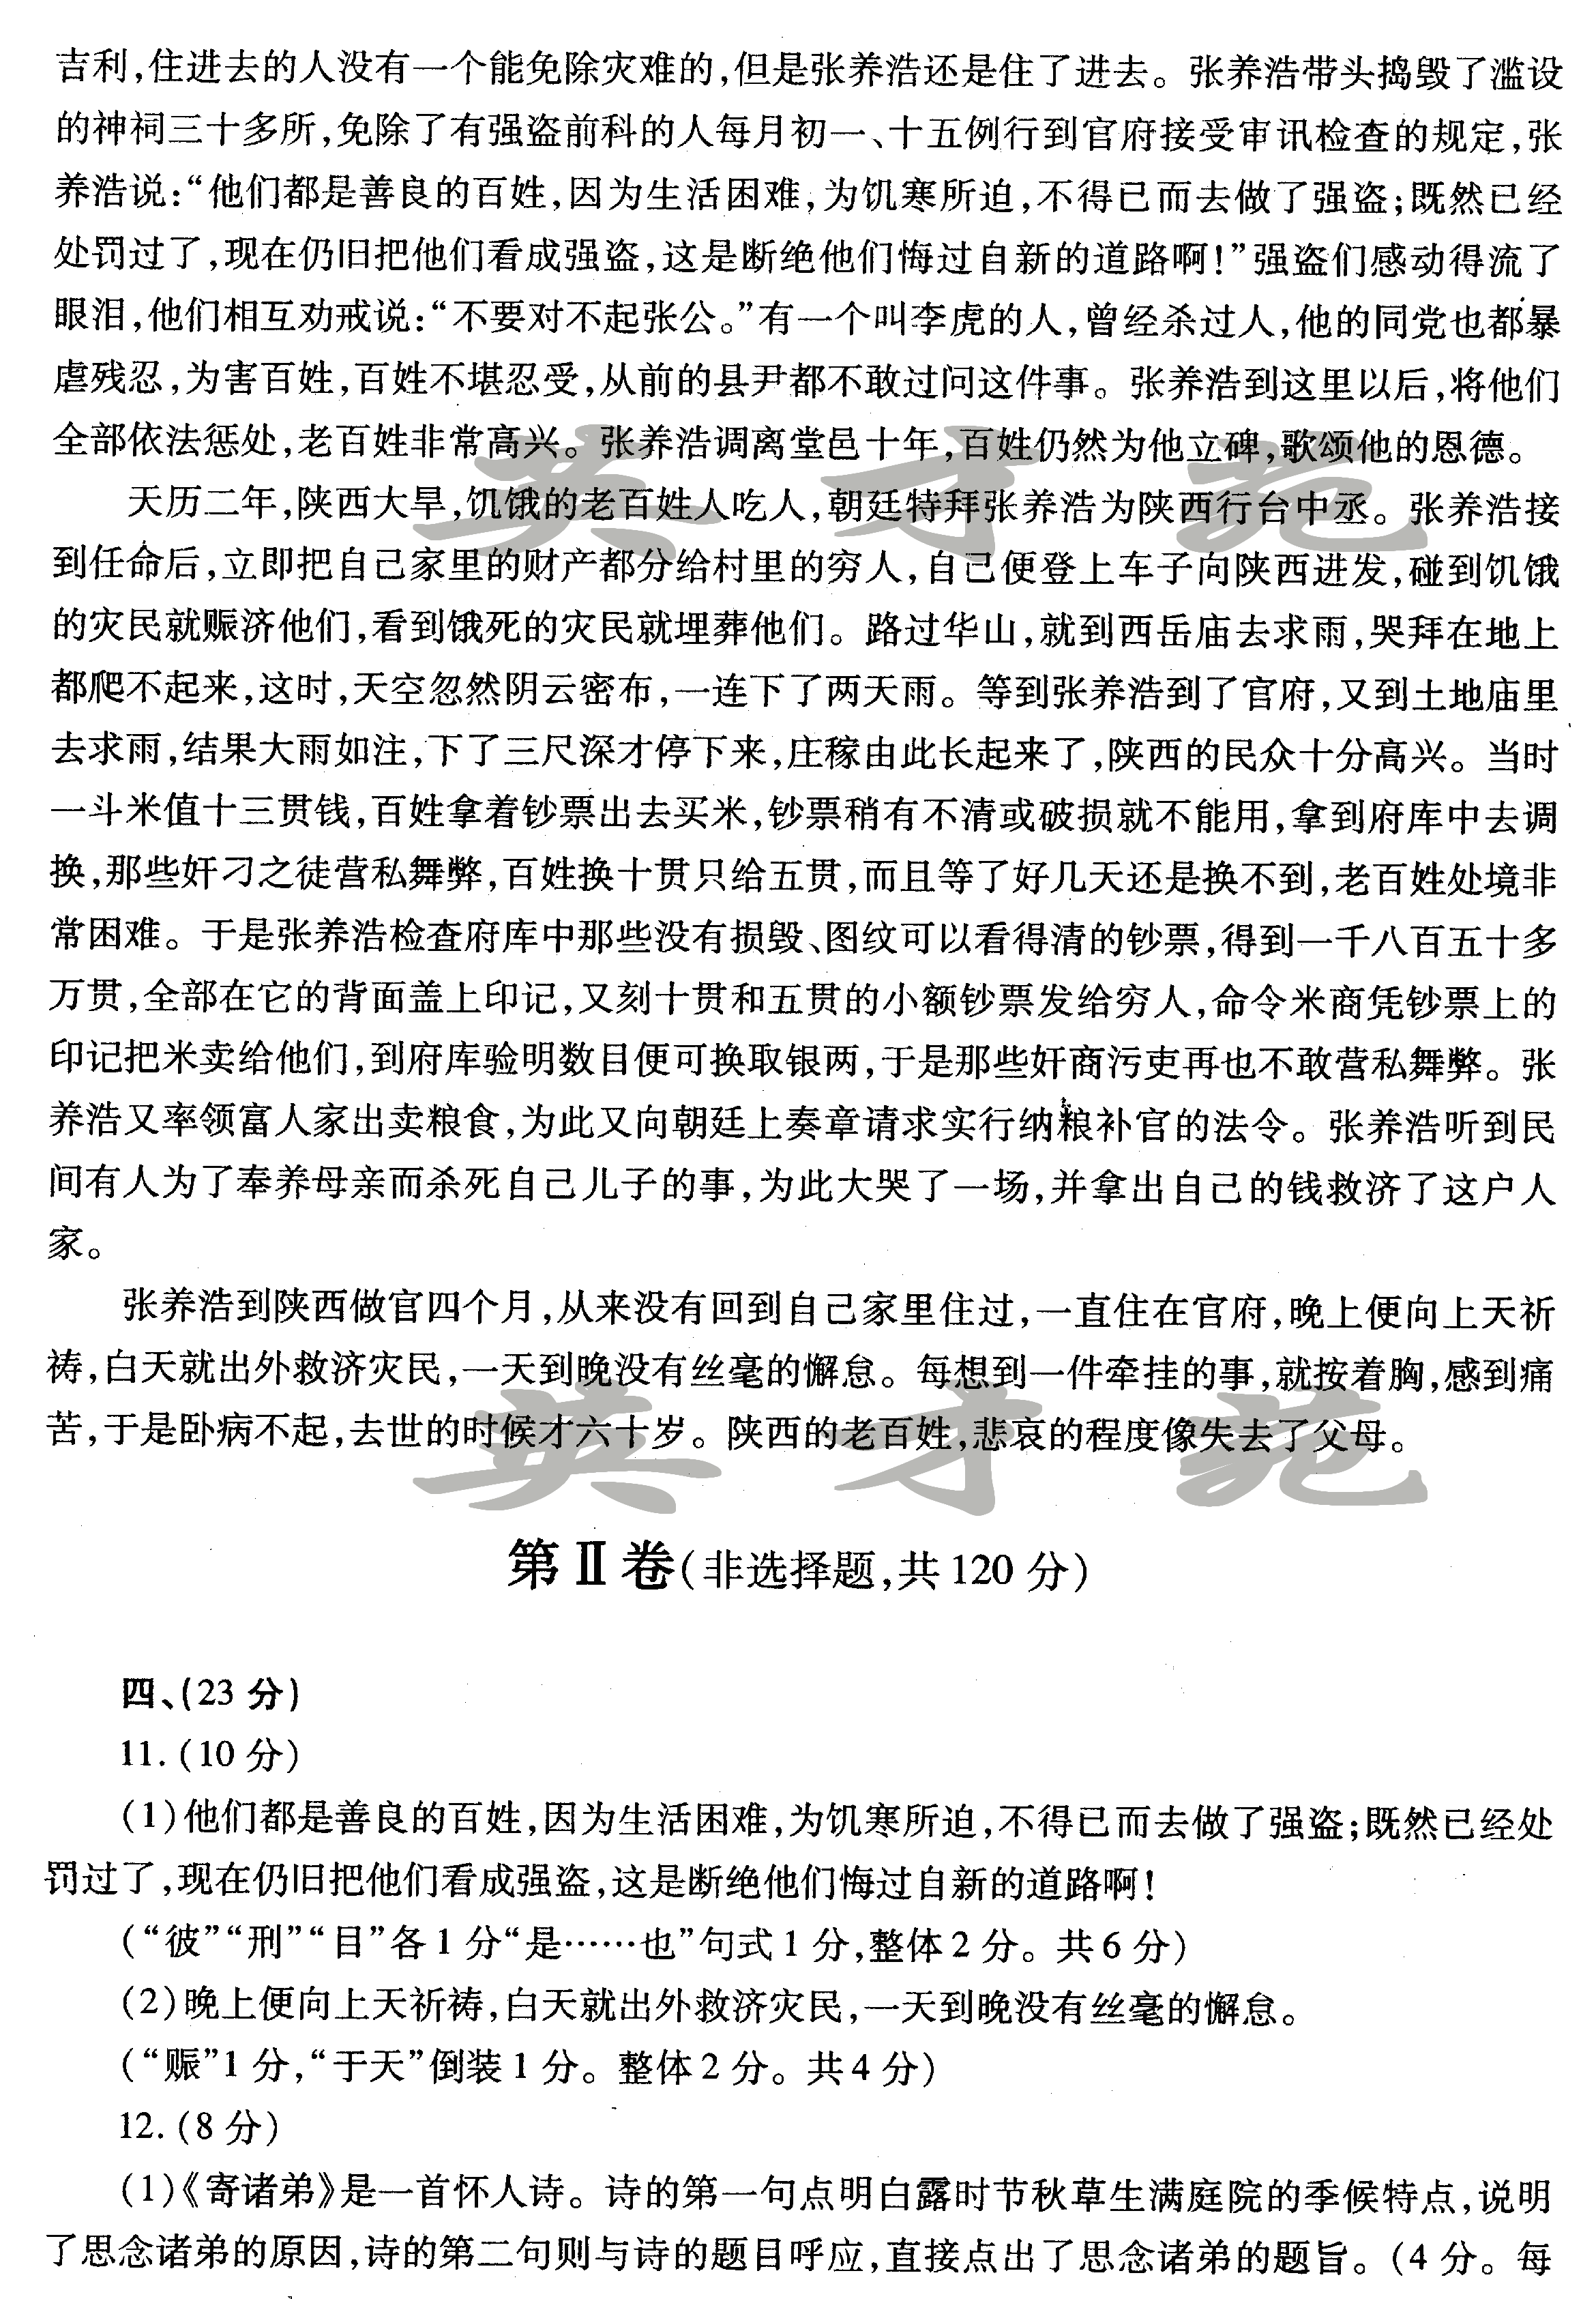 吉利,住进去的人没有一个能免除灾难的,但是张养浩还是住了进去。张养浩带头捣毁了滥设
的神祠三十多所,免除了有强盗前科的人每月初一、十五例行到官府接受审讯检查的规定,张
养浩说:“他们都是善良的百姓,因为生活困难,为饥寒所迫,不得已而去做了强盗;既然已经
处罚过了,现在仍旧把他们看成强盗,这是断绝他们悔过自新的道路啊!”强盗们感动得流了
眼泪,他们相互劝戒说:“不要对不起张公。”有一个叫李虎的人,曾经杀过人,他的同党也都暴
虐残忍,为害百姓,百姓不堪忍受,从前的县尹都不敢过问这件事。张养浩到这里以后,将他们
全部依法惩处,老百姓非常高兴。张养浩调离堂邑十年,百姓仍然为他立碑,歌颂他的恩德。
天历二年,陕西大旱,饥饿的老百姓人吃人,朝廷特拜张养浩为陕西行台中丞。张养浩接
到任命后,立即把自己家里的财产都分给村里的穷人,自己便登上车子向陕西进发,碰到饥饿
的灾民就赈济他们,看到饿死的灾民就埋葬他们。路过华山,就到西岳庙去求雨,哭拜在地上
都爬不起来,这时,天空忽然阴云密布,一连下了两天雨。等到张养浩到了官府,又到土地庙里
去求雨,结果大雨如注,下了三尺深才停下来,庄稼由此长起来了,陕西的民众十分高兴。当时
一斗米值十三贯钱,百姓拿着钞票出去买米,钞票稍有不清或破损就不能用,拿到府库中去调
换,那些奸刁之徒营私舞弊,百姓换十贯只给五贯,而且等了好几天还是换不到,老百姓处境非
常困难。于是张养浩检查府库中那些没有损毁、图纹可以看得清的钞票,得到一千八百五十多
万贯,全部在它的背面盖上印记,又刻十贯和五贯的小额钞票发给穷人,命令米商凭钞票上的
印记把米卖给他们,到府库验明数目便可换取银两,于是那些奸商污吏再也不敢营私舞弊。张
养浩又率领富人家出卖粮食,为此又向朝廷上奏章请求实行纳粮补官的法令。张养浩听到民
间有人为了奉养母亲而杀死自己儿子的事,为此大哭了一场,并拿出自己的钱救济了这户人
家。
张养浩到陕西做官四个月,从来没有回到自己家里住过,一直住在官府,晚上便向上天祈
祷,白天就出外救济灾民,一天到晚没有丝毫的懈怠。每想到一件牵挂的事,就按着胸,感到痛
苦,于是卧病不起,去世的时候才六十岁。陕西的老百姓,悲哀的程度像失去了父母。
英才苑
英才苑
第Ⅱ卷(非选择题,共120分)
四、(23分)
11.(10分)
(1)他们都是善良的百姓,因为生活困难,为饥寒所迫,不得已而去做了强盗;既然已经处
罚过了,现在仍旧把他们看成强盗,这是断绝他们悔过自新的道路啊!
(“彼”“刑”“目”各1分“是……也”句式1分,整体2分。共6分)
(2)晚上便向上天祈祷,白天就出外救济灾民,一天到晚没有丝毫的懈怠。
(“赈”1分,“于天”倒装1分。整体2分。共4分)
12.(8分)
(1)《寄诸弟》是一首怀人诗。诗的第一句点明白露时节秋草生满庭院的季候特点,说明
了思念诸弟的原因,诗的第二句则与诗的题目呼应,直接点出了思念诸弟的题旨。(4分。每